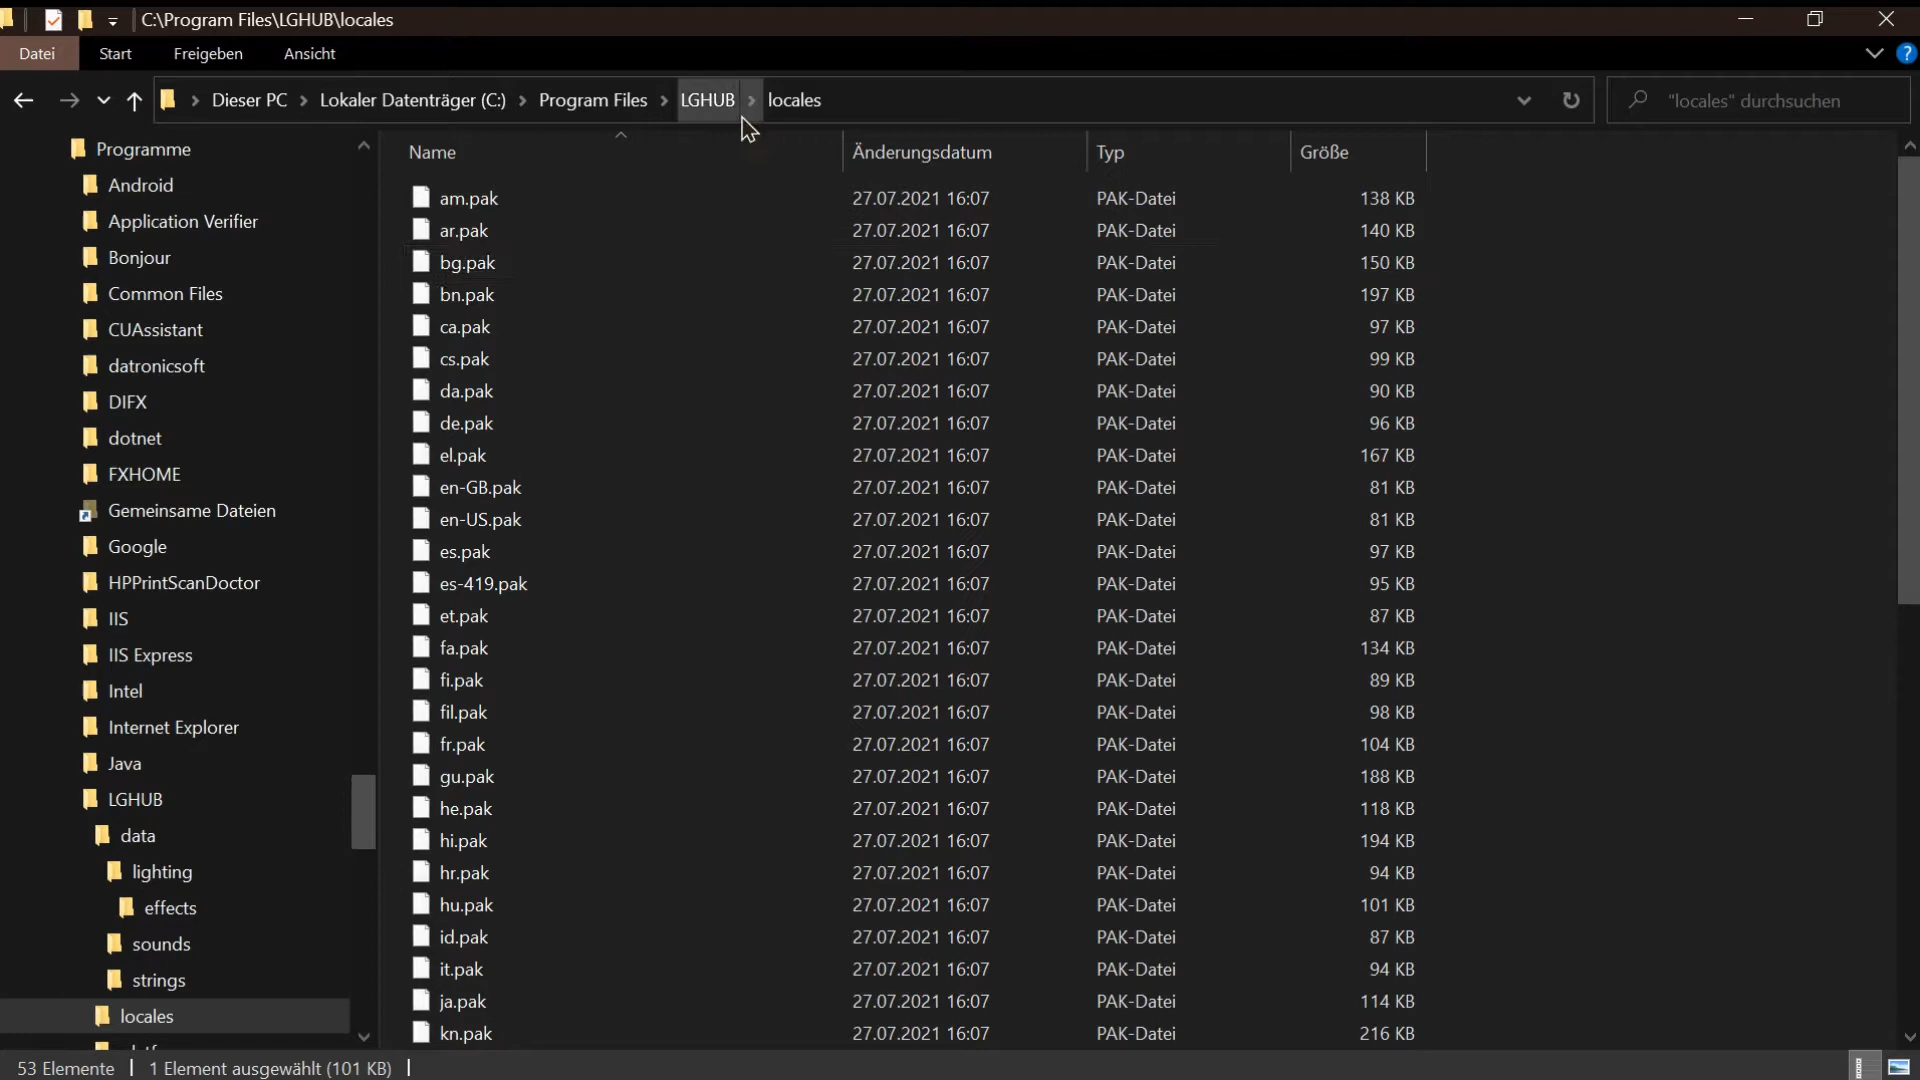 C:\Program Files\LGHUB\locales
Datei Start Freigeben Ansicht
Dieser PC Lokaler Datenträger (C:) Program Files LGHUB locales
"locales" durchsuchen
Programme
Android
Application Verifier
Bonjour
Common Files
CUAssistant
datronicsoft
DIFX
dotnet
FXHOME
Gemeinsame Dateien
Google
HPPrintScanDoctor
IIS
IIS Express
Intel
Internet Explorer
Java
LGHUB
data
lighting
effects
sounds
strings
locales
Name Änderungsdatum Typ Größe
am.pak 27.07.2021 16:07 PAK-Datei 138 KB
ar.pak 27.07.2021 16:07 PAK-Datei 140 KB
bg.pak 27.07.2021 16:07 PAK-Datei 150 KB
bn.pak 27.07.2021 16:07 PAK-Datei 197 KB
ca.pak 27.07.2021 16:07 PAK-Datei 97 KB
cs.pak 27.07.2021 16:07 PAK-Datei 99 KB
da.pak 27.07.2021 16:07 PAK-Datei 90 KB
de.pak 27.07.2021 16:07 PAK-Datei 96 KB
el.pak 27.07.2021 16:07 PAK-Datei 167 KB
en-GB.pak 27.07.2021 16:07 PAK-Datei 81 KB
en-US.pak 27.07.2021 16:07 PAK-Datei 81 KB
es.pak 27.07.2021 16:07 PAK-Datei 97 KB
es-419.pak 27.07.2021 16:07 PAK-Datei 95 KB
et.pak 27.07.2021 16:07 PAK-Datei 87 KB
fa.pak 27.07.2021 16:07 PAK-Datei 134 KB
fi.pak 27.07.2021 16:07 PAK-Datei 89 KB
fil.pak 27.07.2021 16:07 PAK-Datei 98 KB
fr.pak 27.07.2021 16:07 PAK-Datei 104 KB
gu.pak 27.07.2021 16:07 PAK-Datei 188 KB
he.pak 27.07.2021 16:07 PAK-Datei 118 KB
hi.pak 27.07.2021 16:07 PAK-Datei 194 KB
hr.pak 27.07.2021 16:07 PAK-Datei 94 KB
hu.pak 27.07.2021 16:07 PAK-Datei 101 KB
id.pak 27.07.2021 16:07 PAK-Datei 87 KB
it.pak 27.07.2021 16:07 PAK-Datei 94 KB
ja.pak 27.07.2021 16:07 PAK-Datei 114 KB
kn.pak 27.07.2021 16:07 PAK-Datei 216 KB
53 Elemente 1 Element ausgewählt (101 KB)